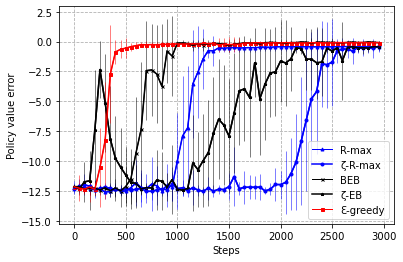 2.5
0.0
−2.5
−5.0
−7.5
−10.0
−12.5
−15.0
Policy value error
0 500 1000 1500 2000 2500 3000
Steps
R-max
ζ-R-max
BEB
ζ-EB
Ɛ-greedy